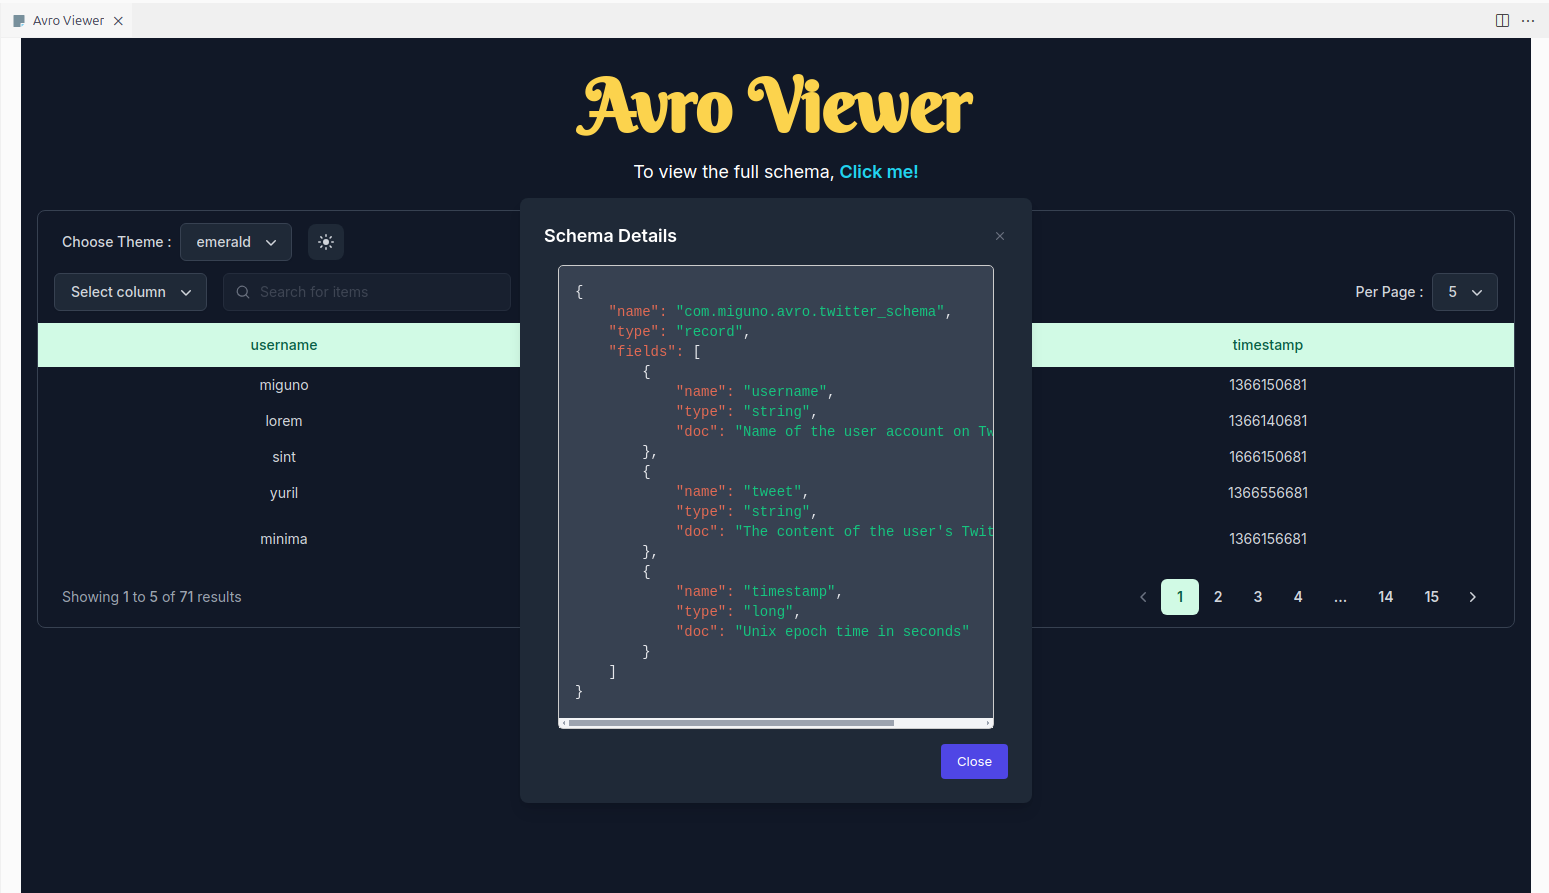 Avro Viewer
Avro Viewer
To view the full schema, Click me!
Choose Theme : emerald
Select column Search for items
Per Page : 5
username timestamp
miguno 1366150681
lorem 1366140681
sint 1666150681
yuril 1366556681
minima 1366156681
Showing 1 to 5 of 71 results
1 2 3 4 ... 14 15
Schema Details
{
    "name": "com.miguno.avro.twitter_schema",
    "type": "record",
    "fields": [
        {
            "name": "username",
            "type": "string",
            "doc": "Name of the user account on Tw
        },
        {
            "name": "tweet",
            "type": "string",
            "doc": "The content of the user's Twit
        },
        {
            "name": "timestamp",
            "type": "long",
            "doc": "Unix epoch time in seconds"
        }
    ]
}
Close